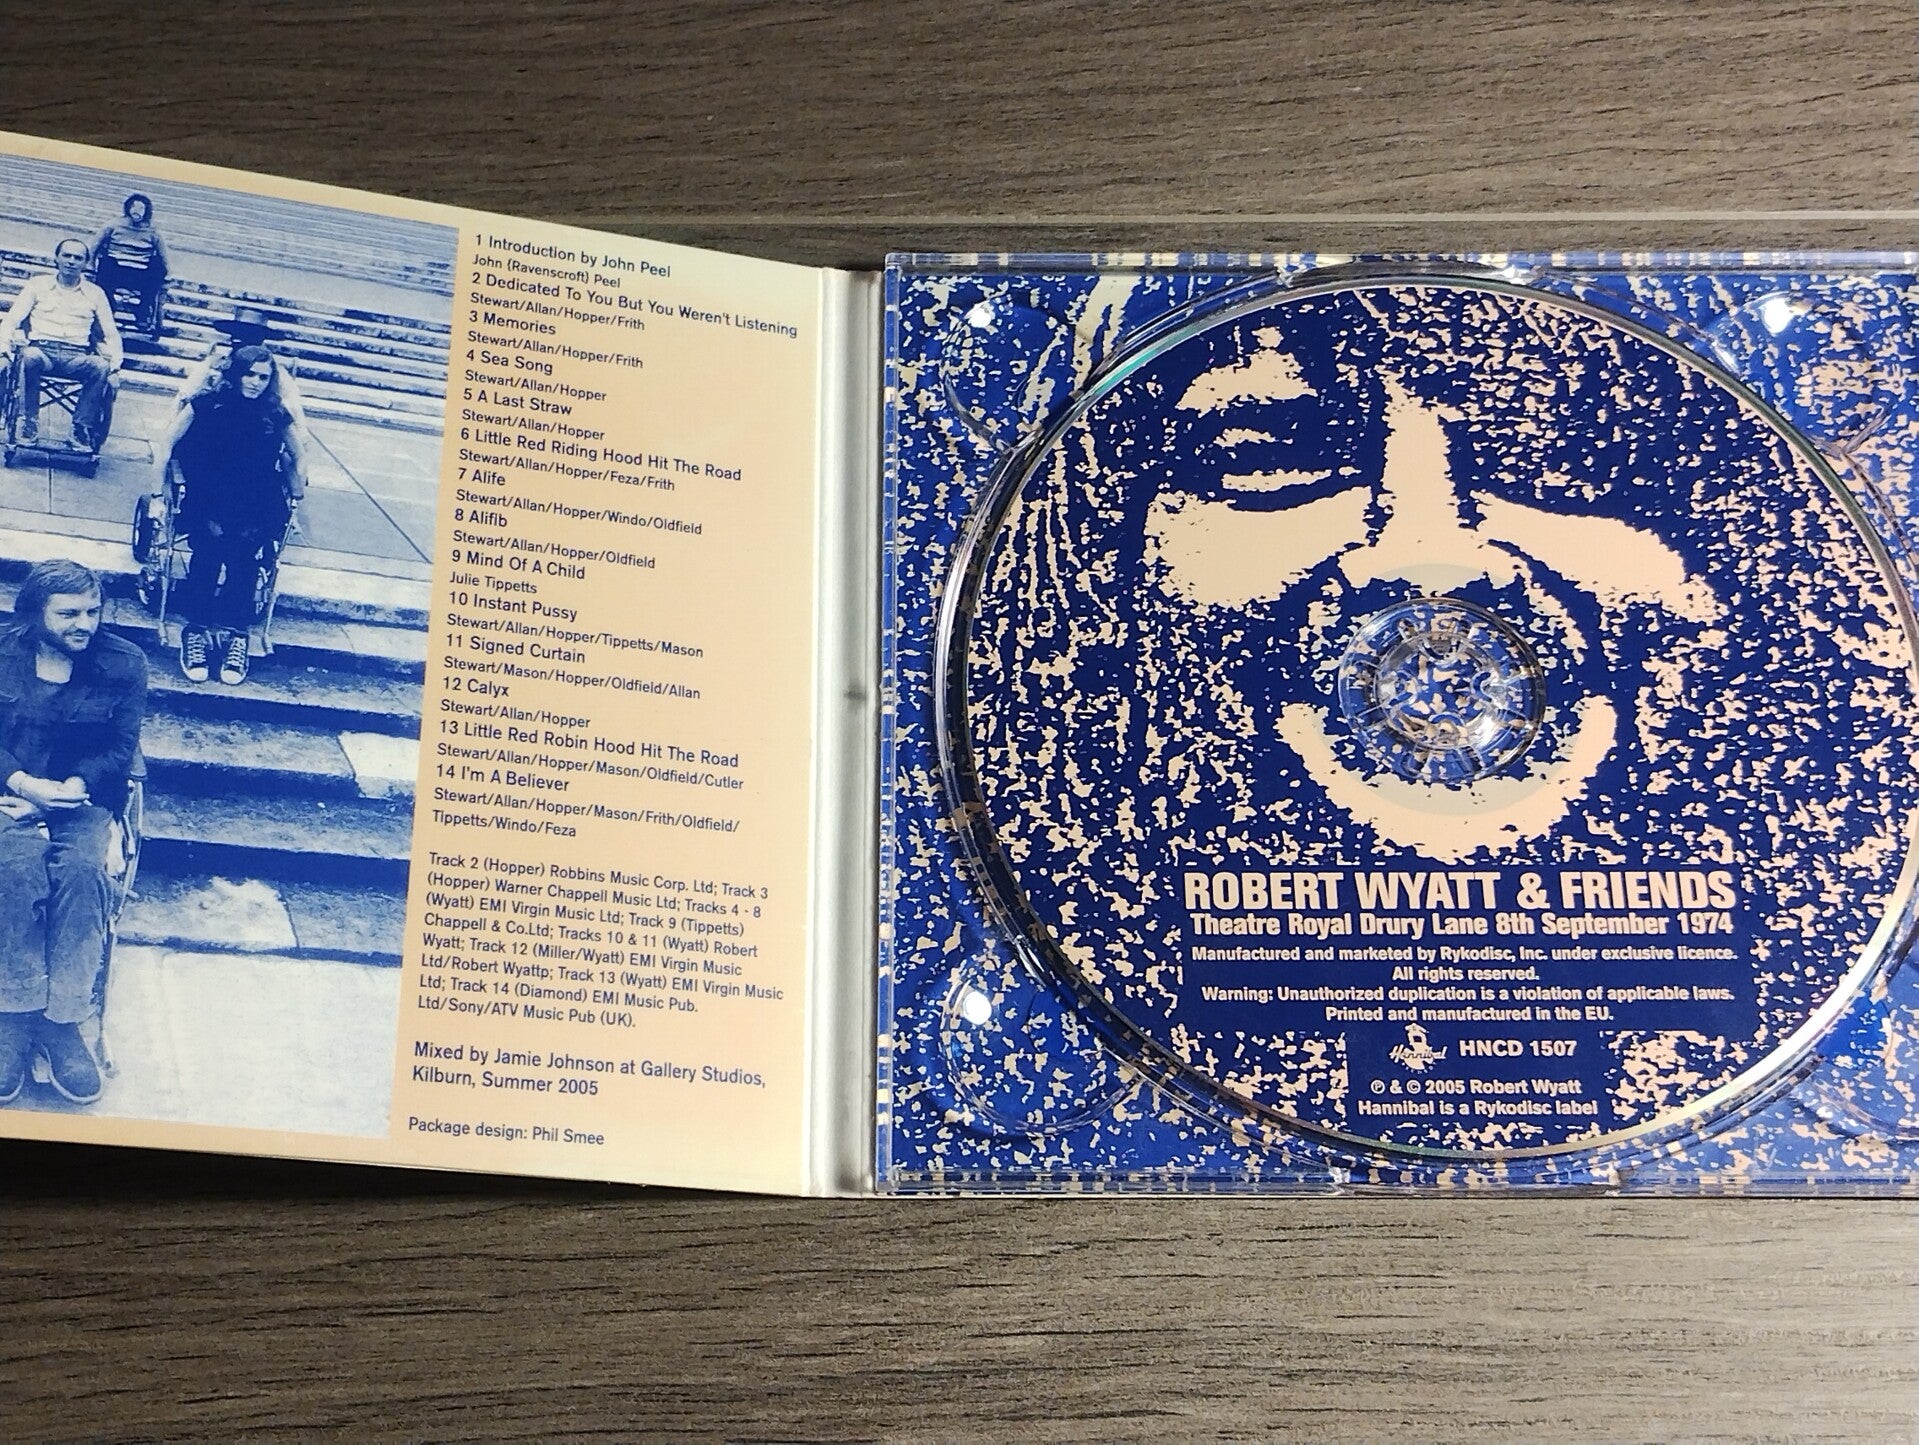 1 Introduction by John Peel
John (Ravenscroft) Peel
2 Dedicated To You But You Weren't Listening
Stewart/Allan/Hopper/Frith
3 Memories
Stewart/Allan/Hopper/Frith
4 Sea Song
Stewart/Allan/Hopper
5 A Last Straw
Stewart/Allan/Hopper
6 Little Red Riding Hood Hit The Road
Stewart/Allan/Hopper/Feza/Frith
7 Alife
Stewart/Allan/Hopper/Windo/Oldfield
8 Alifib
Stewart/Allan/Hopper/Oldfield
9 Mind Of A Child
Julie Tippetts
10 Instant Pussy
Stewart/Allan/Hopper/Tippetts/Mason
11 Signed Curtain
Stewart/Mason/Hopper/Oldfield/Allan
12 Calyx
Stewart/Allan/Hopper
13 Little Red Robin Hood Hit The Road
Stewart/Allan/Hopper/Mason/Oldfield/Cutler
14 I'm A Believer
Stewart/Allan/Hopper/Mason/Frith/Oldfield/
Tippetts/Windo/Feza
Track 2 (Hopper) Robbins Music Corp. Ltd; Track 3
(Hopper) Warner Chappell Music Ltd; Tracks 4 - 8
(Wyatt) EMI Virgin Music Ltd; Track 9 (Tippetts)
Chappell & Co.Ltd; Tracks 10 & 11 (Wyatt) Robert
Wyatt; Track 12 (Miller/Wyatt) EMI Virgin Music
Ltd/Robert Wyattp; Track 13 (Wyatt) EMI Virgin Music
Ltd; Track 14 (Diamond) EMI Music Pub.
Ltd/Sony/ATV Music Pub (UK).
Mixed by Jamie Johnson at Gallery Studios,
Kilburn, Summer 2005
Package design: Phil Smee
ROBERT WYATT & FRIENDS
Theatre Royal Drury Lane 8th September 1974
Manufactured and marketed by Rykodisc, Inc. under exclusive licence.
All rights reserved.
Warning: Unauthorized duplication is a violation of applicable laws.
Printed and manufactured in the EU.
Hannibal HNCD 1507
℗ & © 2005 Robert Wyatt
Hannibal is a Rykodisc label